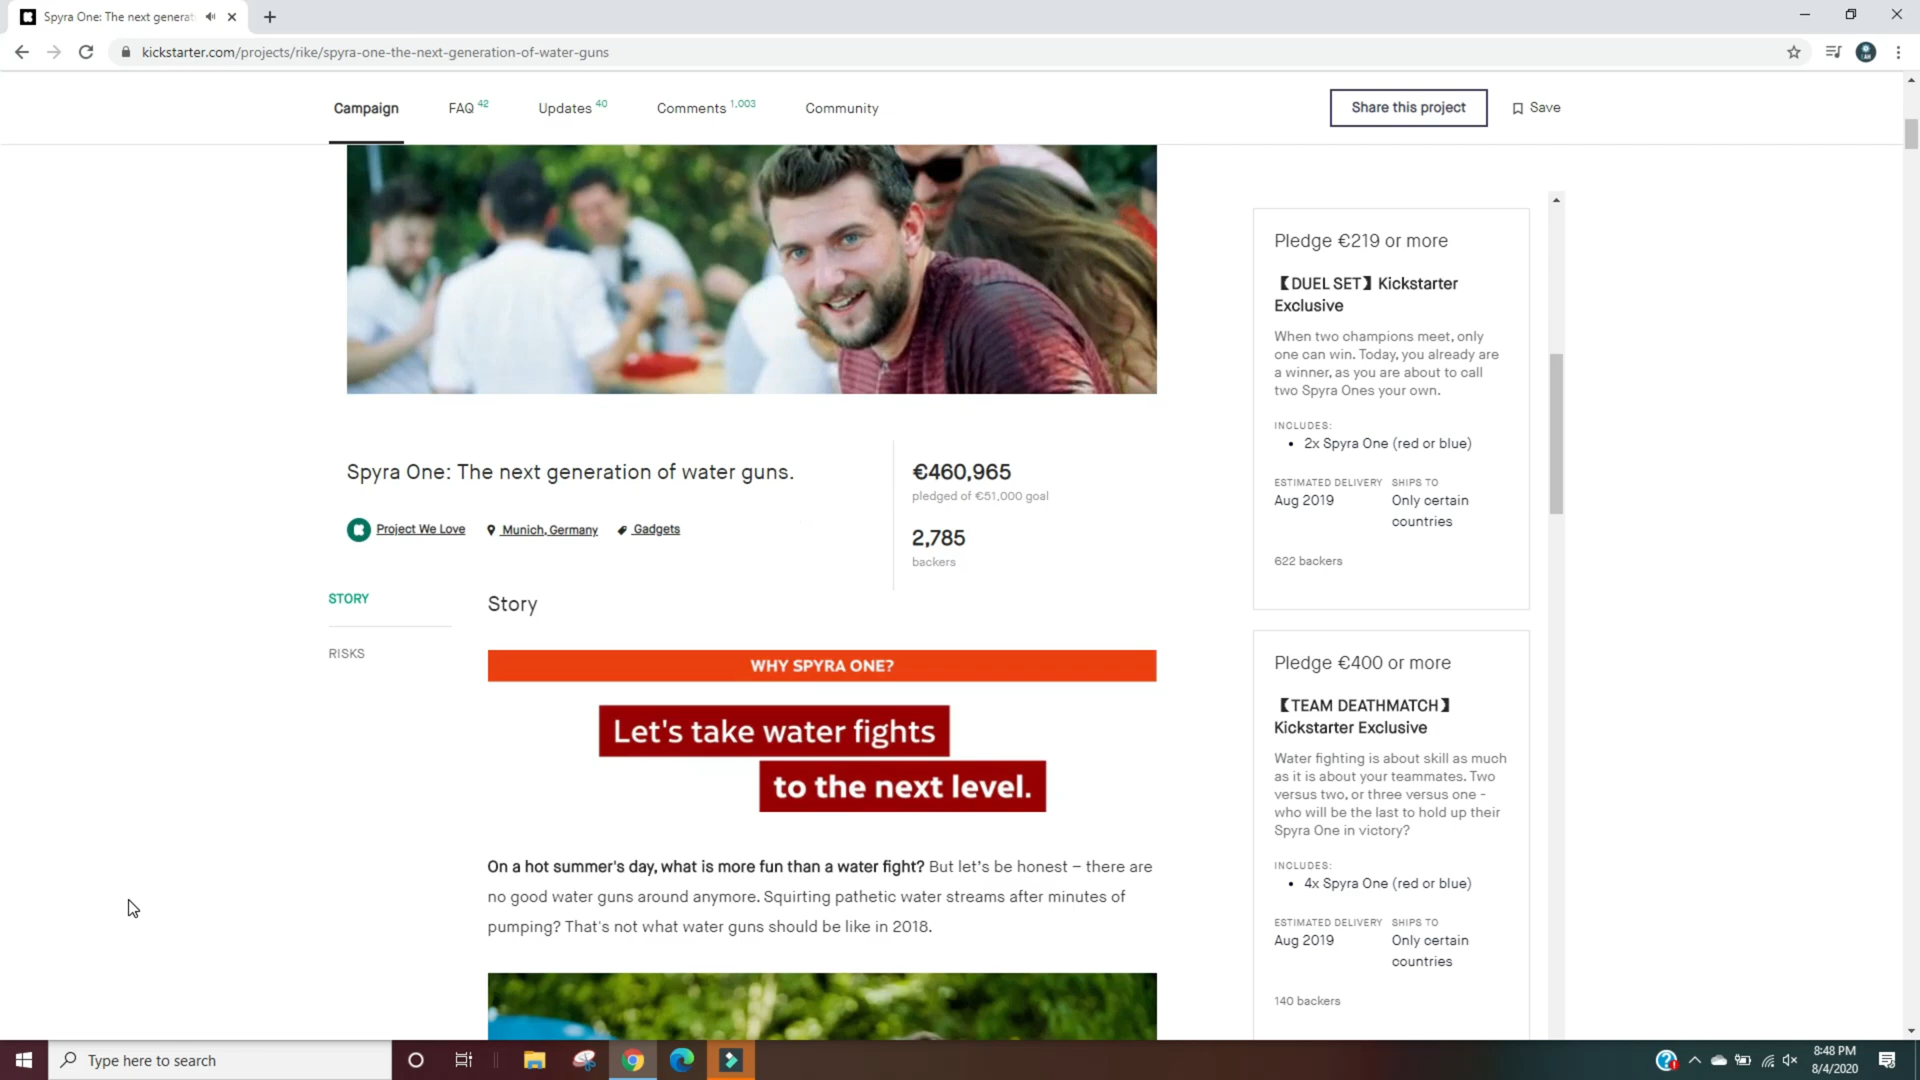 Spyra One: The next generat
kickstarter.com/projects/rike/spyra-one-the-next-generation-of-water-guns
Campaign
FAQ 42
Updates 40
Comments 1,003
Community
Share this project
Save
Spyra One: The next generation of water guns.
Project We Love
Munich, Germany
Gadgets
€460,965
pledged of €51,000 goal
2,785
backers
STORY
RISKS
Story
WHY SPYRA ONE?
Let's take water fights
to the next level.
On a hot summer's day, what is more fun than a water fight? But let's be honest – there are
no good water guns around anymore. Squirting pathetic water streams after minutes of
pumping? That's not what water guns should be like in 2018.
Pledge €219 or more
【DUEL SET】Kickstarter
Exclusive
When two champions meet, only
one can win. Today, you already are
a winner, as you are about to call
two Spyra Ones your own.
INCLUDES:
• 2x Spyra One (red or blue)
ESTIMATED DELIVERY SHIPS TO
Aug 2019 Only certain
countries
622 backers
Pledge €400 or more
【TEAM DEATHMATCH】
Kickstarter Exclusive
Water fighting is about skill as much
as it is about your teammates. Two
versus two, or three versus one -
who will be the last to hold up their
Spyra One in victory?
INCLUDES:
• 4x Spyra One (red or blue)
ESTIMATED DELIVERY SHIPS TO
Aug 2019 Only certain
countries
140 backers
Type here to search
8:48 PM
8/4/2020